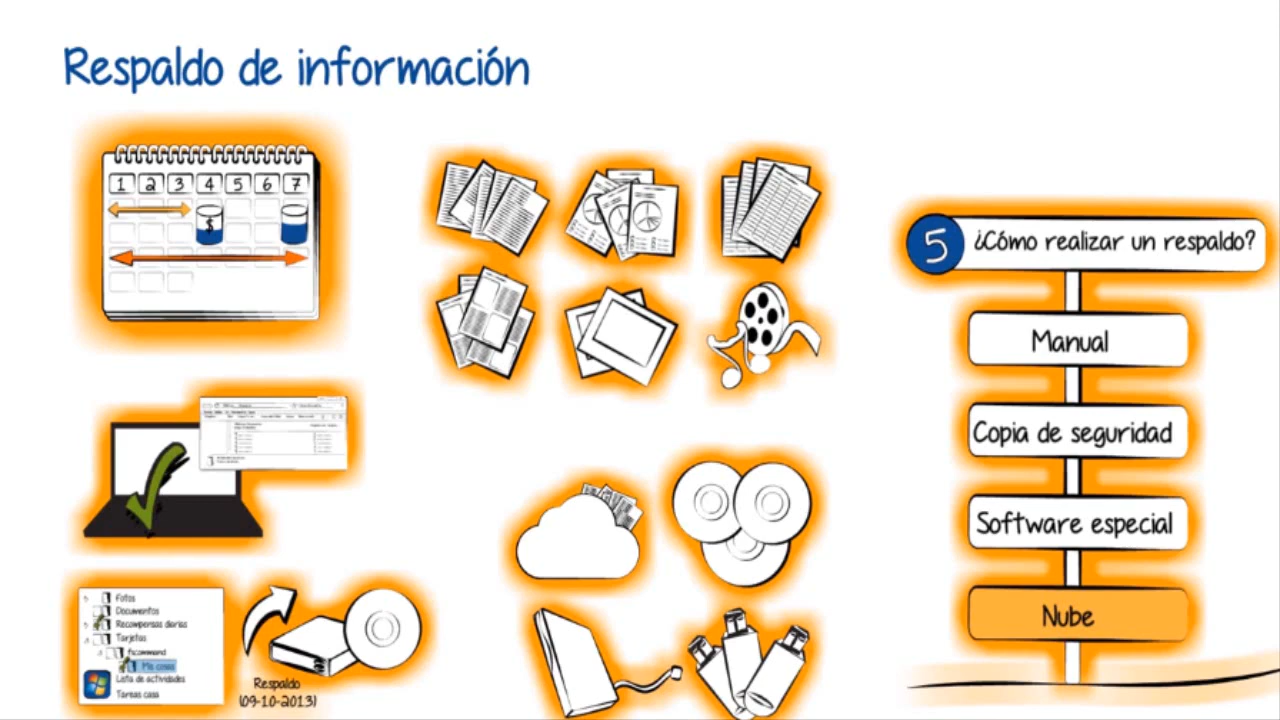 Respaldo de información
1 2 3 4 5 6 7
$
5 ¿Cómo realizar un respaldo?
Manual
Copia de seguridad
Software especial
Nube
Fotos
Documentos
Recompensas diarias
Tarjetas
fscommand
Mis cosas
Lista de actividades
Tareas casa
Respaldo
(09-10-2013)